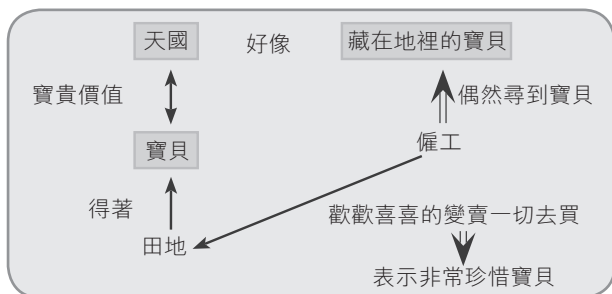 天國 好像 藏在地裡的寶貝
寶貴價值 偶然尋到寶貝
寶貝 僱工
得著 歡歡喜喜的變賣一切去買
田地
表示非常珍惜寶貝